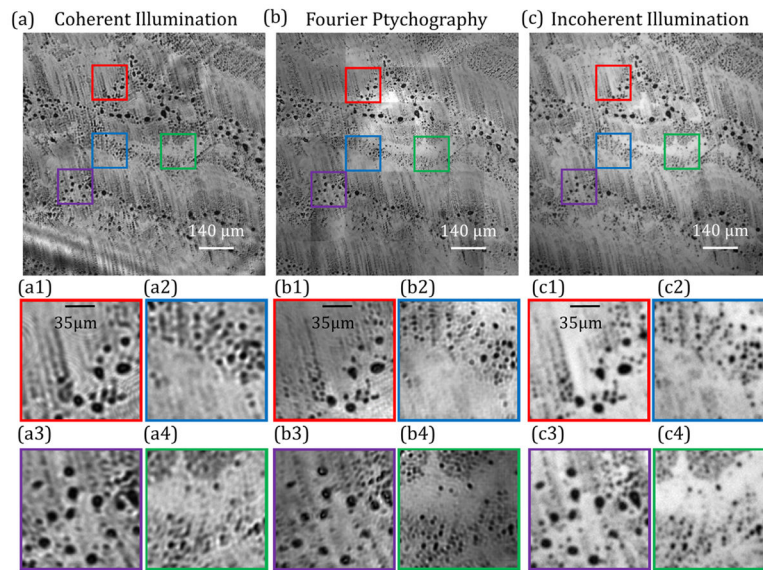 (a) Coherent Illumination (b) Fourier Ptychography (c) Incoherent Illumination
140 µm 140 µm 140 µm
(a1) (a2) (b1) (b2) (c1) (c2)
35µm 35µm 35µm
(a3) (a4) (b3) (b4) (c3) (c4)